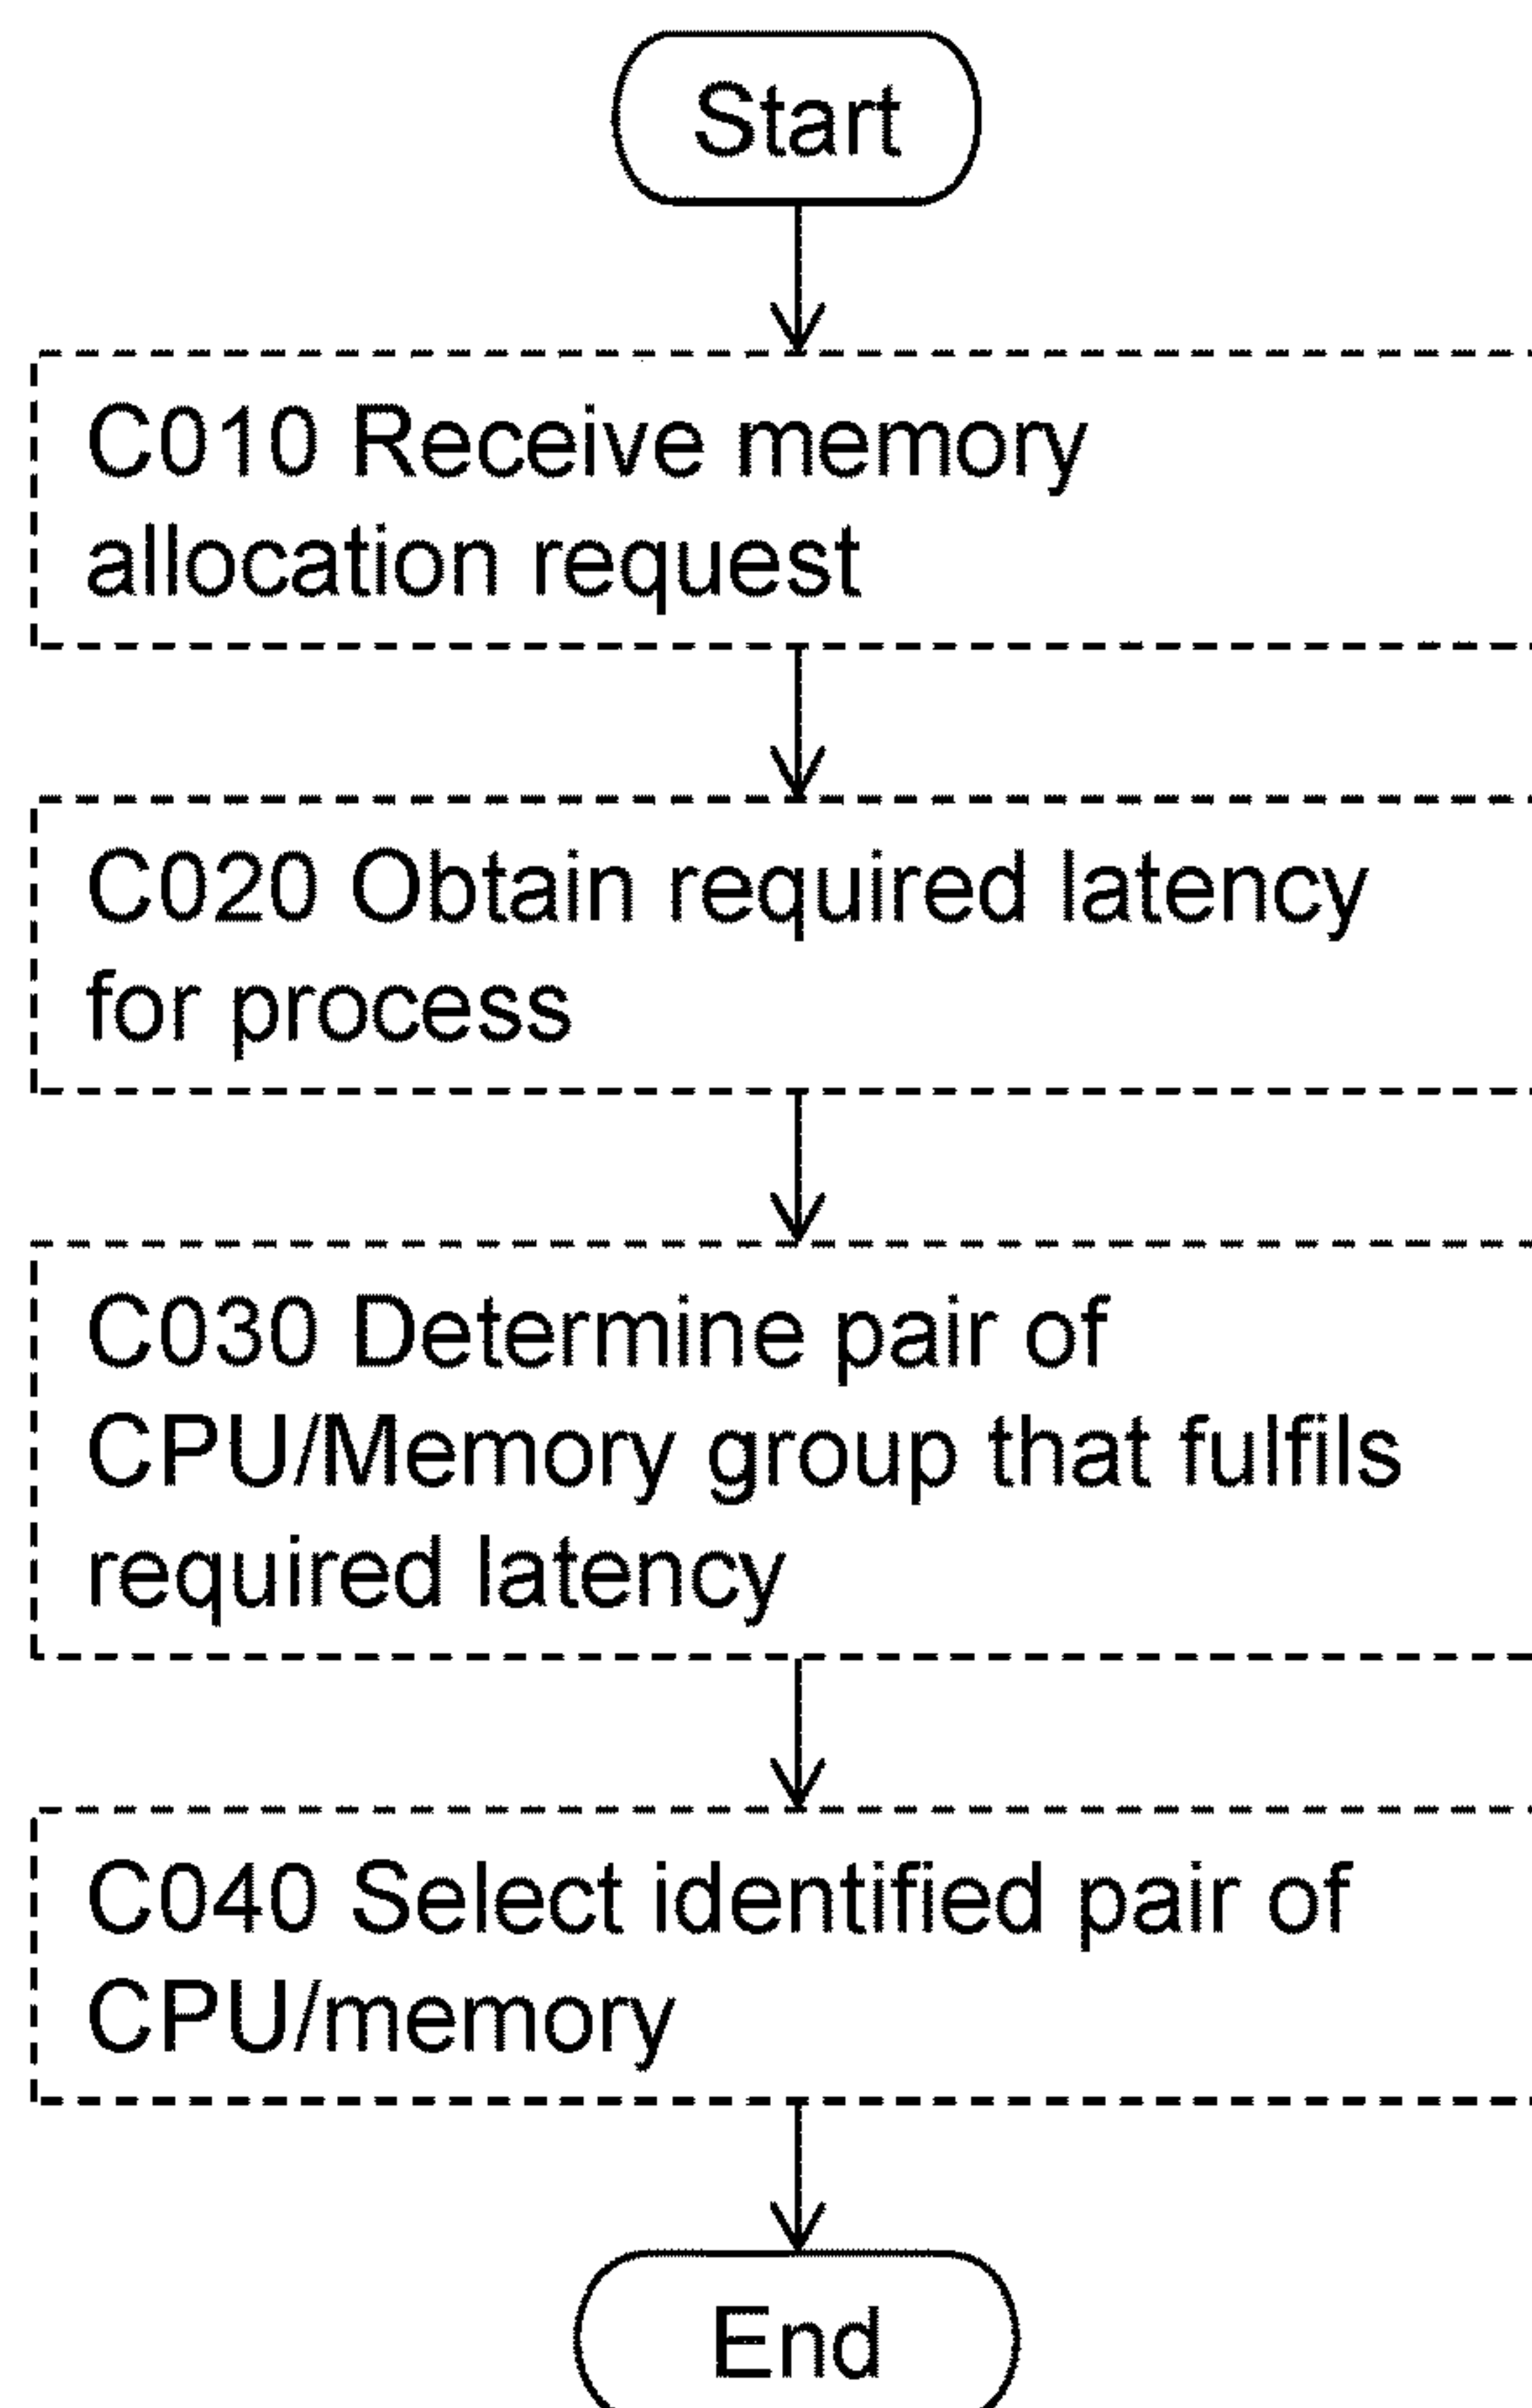 Start
C010 Receive memory
allocation request
C020 Obtain required latency
for process
C030 Determine pair of
CPU/Memory group that fulfils
required latency
C040 Select identified pair of
CPU/memory
End